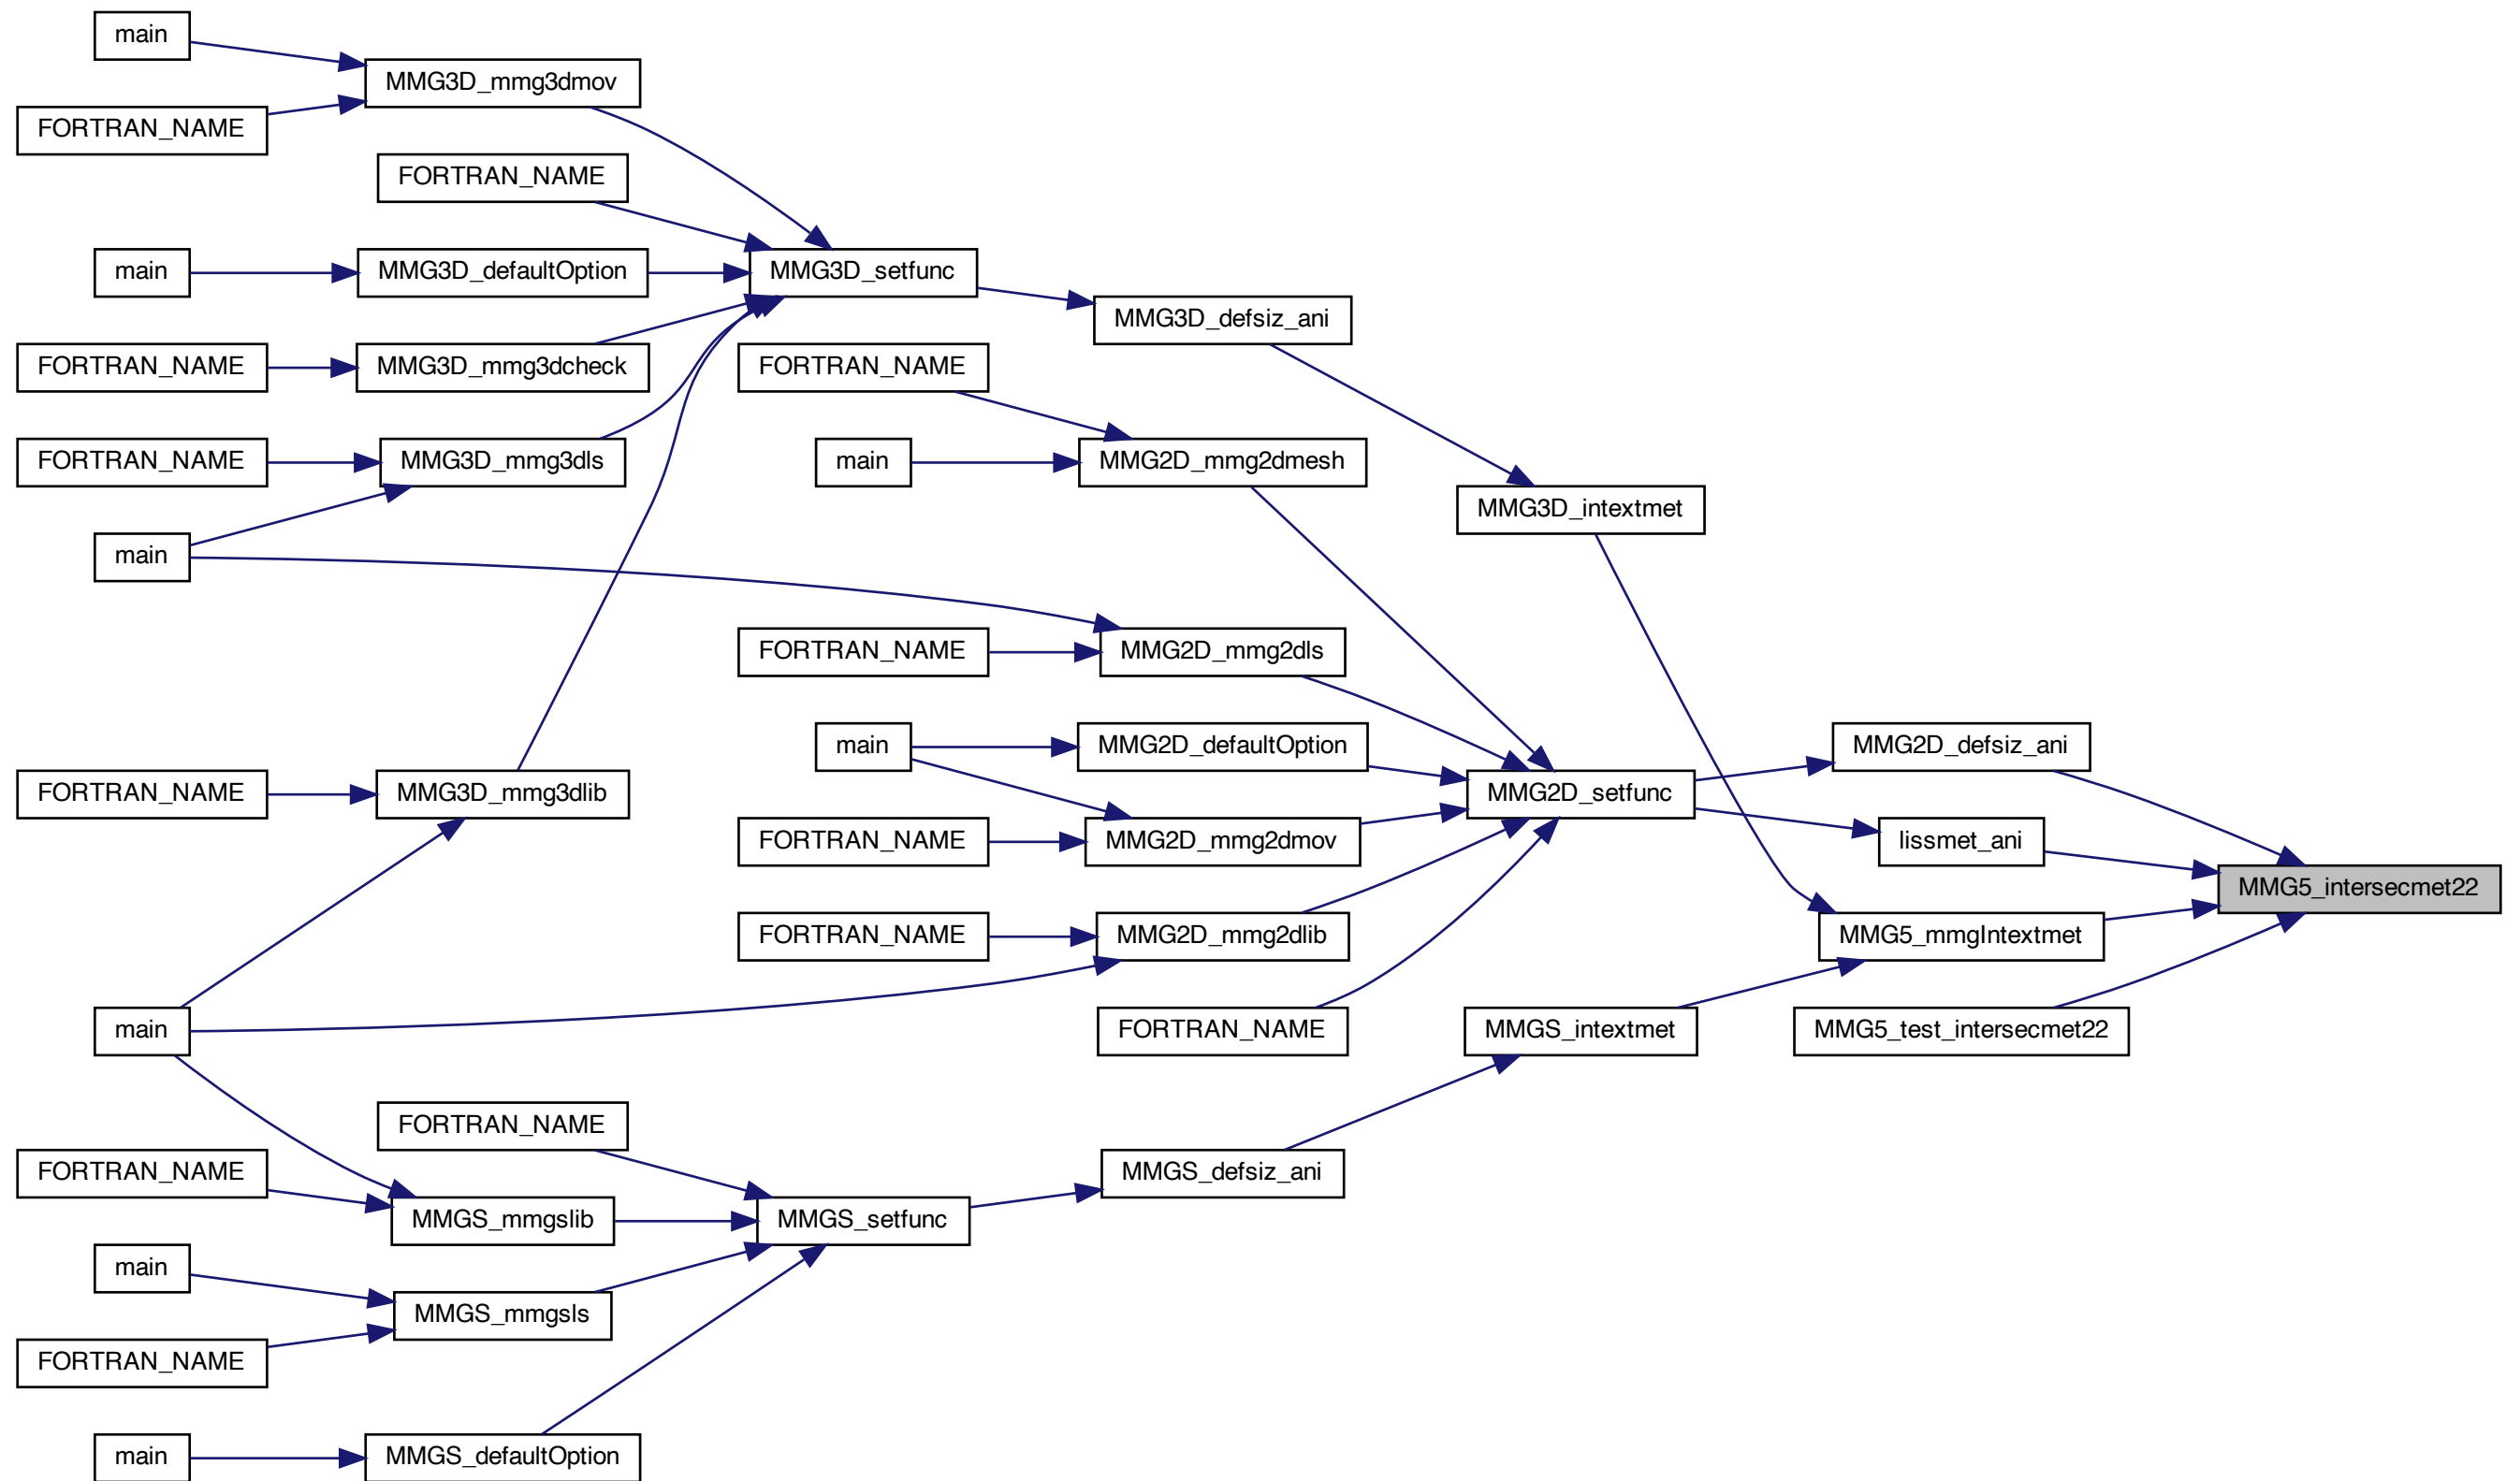 main
MMG3D_mmg3dmov
FORTRAN_NAME
FORTRAN_NAME
main
MMG3D_defaultOption
MMG3D_setfunc
MMG3D_defsiz_ani
FORTRAN_NAME
MMG3D_mmg3dcheck
FORTRAN_NAME
FORTRAN_NAME
MMG3D_mmg3dls
main
MMG2D_mmg2dmesh
MMG3D_intextmet
main
FORTRAN_NAME
MMG2D_mmg2dls
main
MMG2D_defaultOption
MMG2D_defsiz_ani
FORTRAN_NAME
MMG3D_mmg3dlib
MMG2D_setfunc
FORTRAN_NAME
MMG2D_mmg2dmov
lissmet_ani
MMG5_intersecmet22
FORTRAN_NAME
MMG2D_mmg2dlib
MMG5_mmgIntextmet
main
FORTRAN_NAME
MMGS_intextmet
MMG5_test_intersecmet22
FORTRAN_NAME
FORTRAN_NAME
MMGS_defsiz_ani
MMGS_mmgslib
MMGS_setfunc
main
MMGS_mmgsls
FORTRAN_NAME
main
MMGS_defaultOption